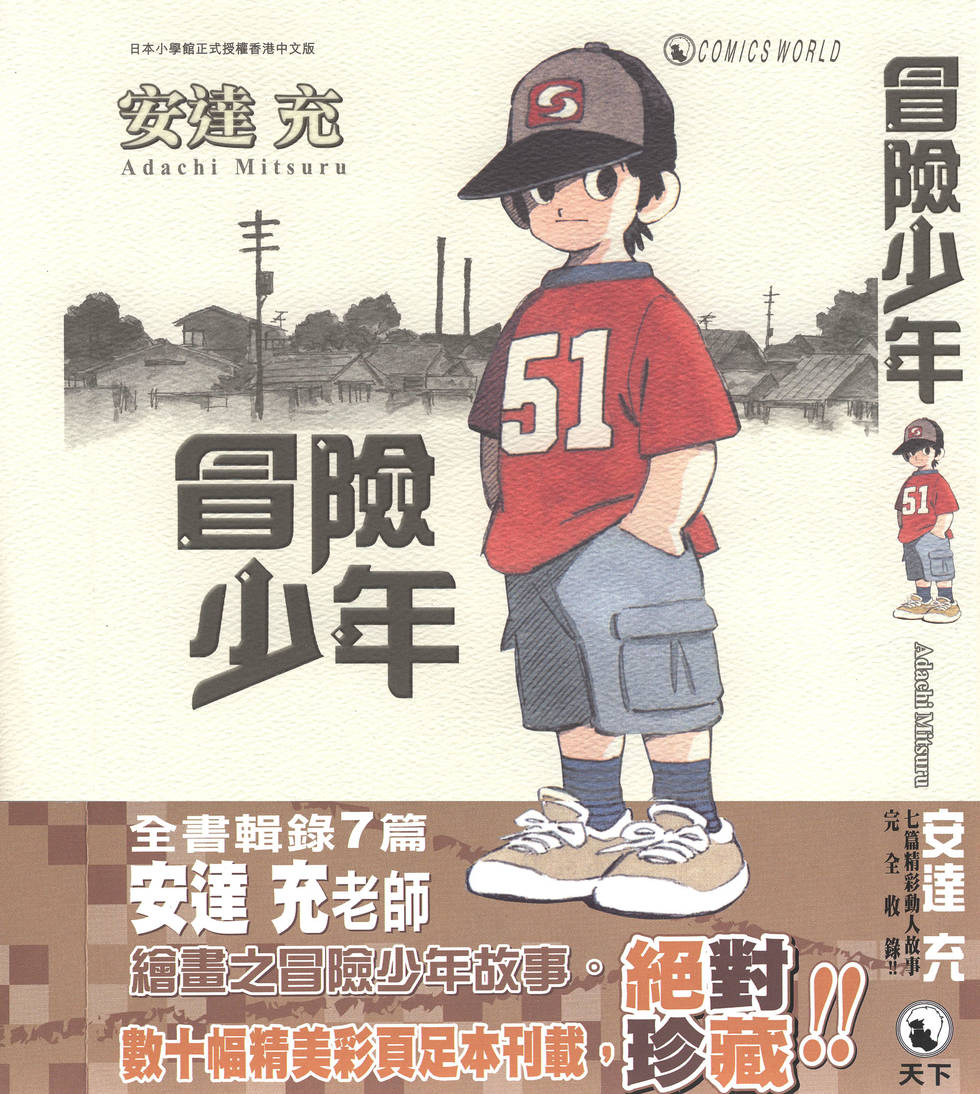 日本小學館正式授權香港中文版
COMICS WORLD
安達 充
Adachi Mitsuru
51
冒險
少年
全書輯錄7篇
安達 充老師
繪畫之冒險少年故事。
數十幅精美彩頁足本刊載，
絕對
珍藏!!
冒險少年
51
Adachi Mitsuru
七篇精彩動人故事
完全收錄!!
安達 充
天下